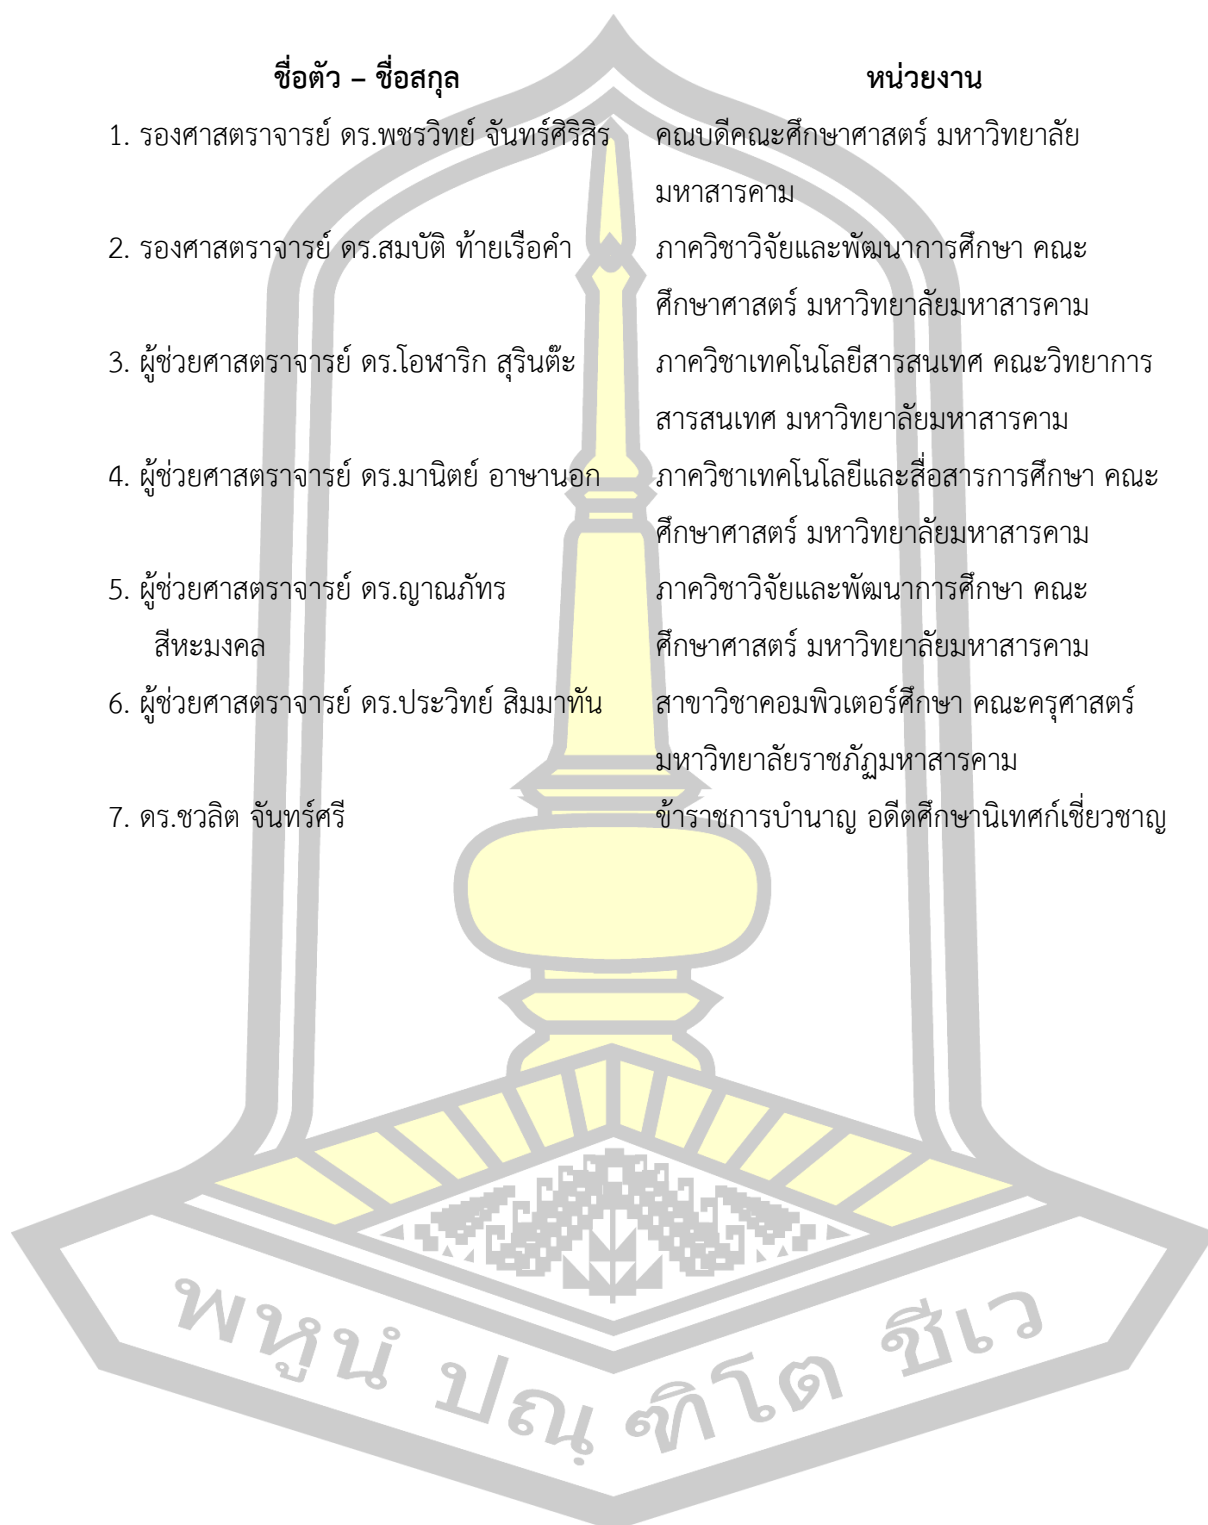 ชื่อตัว – ชื่อสกุล หน่วยงาน
1. รองศาสตราจารย์ ดร.พชรวิทย์ จันทร์ศิริสิร คณบดีคณะศึกษาศาสตร์ มหาวิทยาลัย
มหาสารคาม
2. รองศาสตราจารย์ ดร.สมบัติ ท้ายเรือคำ ภาควิชาวิจัยและพัฒนาการศึกษา คณะ
ศึกษาศาสตร์ มหาวิทยาลัยมหาสารคาม
3. ผู้ช่วยศาสตราจารย์ ดร.โอฬาริก สุรินต๊ะ ภาควิชาเทคโนโลยีสารสนเทศ คณะวิทยาการ
สารสนเทศ มหาวิทยาลัยมหาสารคาม
4. ผู้ช่วยศาสตราจารย์ ดร.มานิตย์ อาษานอก ภาควิชาเทคโนโลยีและสื่อสารการศึกษา คณะ
ศึกษาศาสตร์ มหาวิทยาลัยมหาสารคาม
5. ผู้ช่วยศาสตราจารย์ ดร.ญาณภัทร ภาควิชาวิจัยและพัฒนาการศึกษา คณะ
สีหะมงคล ศึกษาศาสตร์ มหาวิทยาลัยมหาสารคาม
6. ผู้ช่วยศาสตราจารย์ ดร.ประวิทย์ สิมมาทัน สาขาวิชาคอมพิวเตอร์ศึกษา คณะครุศาสตร์
มหาวิทยาลัยราชภัฏมหาสารคาม
7. ดร.ชวลิต จันทร์ศรี ข้าราชการบำนาญ อดีตศึกษานิเทศก์เชี่ยวชาญ
พหูนํ ปณฺฑิโต ชีเว